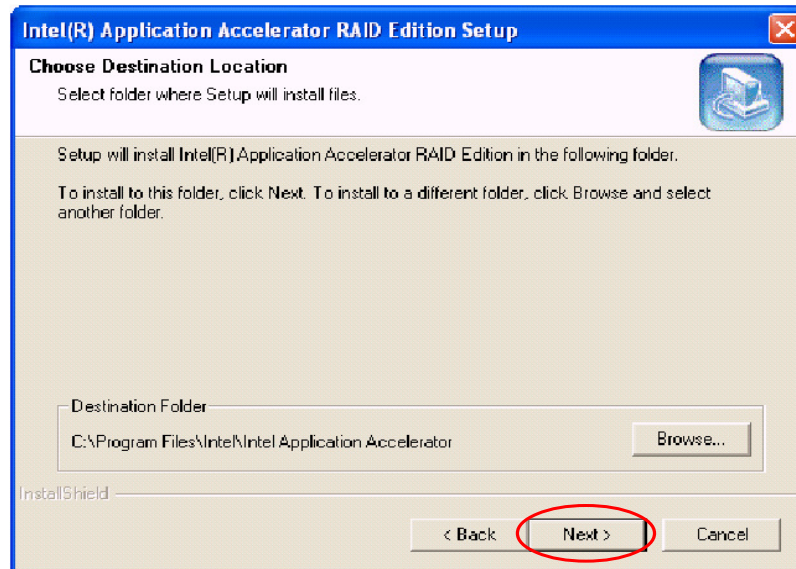 Intel(R) Application Accelerator RAID Edition Setup
Choose Destination Location
Select folder where Setup will install files.
Setup will install Intel(R) Application Accelerator RAID Edition in the following folder.
To install to this folder, click Next. To install to a different folder, click Browse and select
another folder.
Destination Folder
C:\Program Files\Intel\Intel Application Accelerator
Browse...
InstallShield
< Back
Next >
Cancel